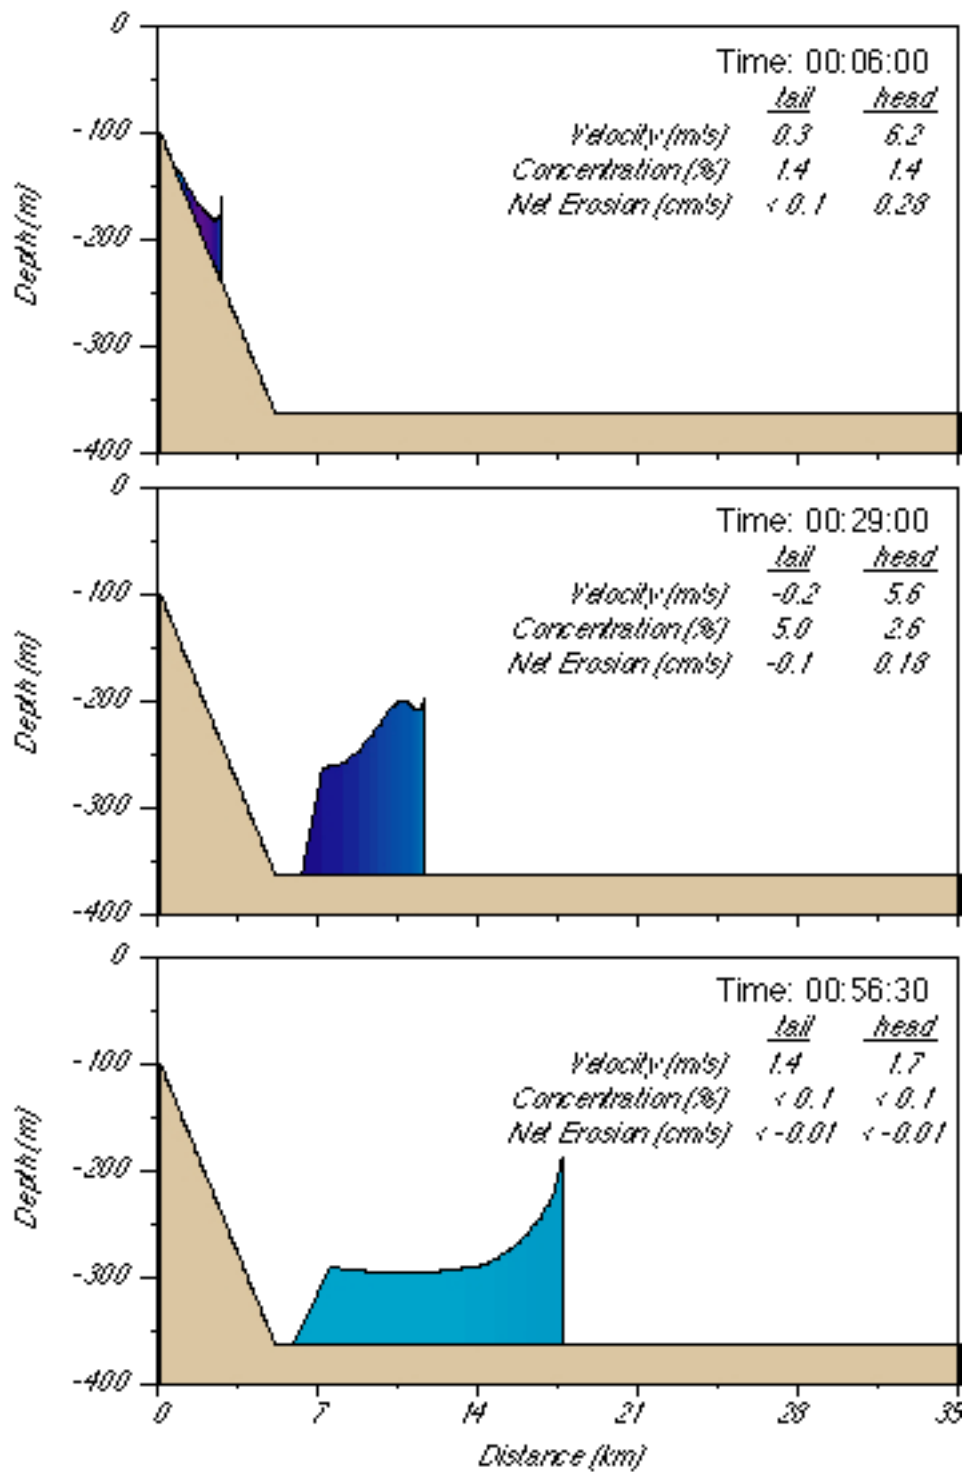 0
Time: 00:06:00
tail head
-100
Velocity (m/s) 0.3 6.2
Concentration (%) 1.4 1.4
Net Erosion (cm/s) < 0.1 0.28
-200
Depth (m)
-300
-400
0
Time: 00:29:00
tail head
-100
Velocity (m/s) -0.2 5.6
Concentration (%) 5.0 2.6
Net Erosion (cm/s) -0.1 0.18
-200
Depth (m)
-300
-400
0
Time: 00:56:30
tail head
-100
Velocity (m/s) 1.4 1.7
Concentration (%) < 0.1 < 0.1
Net Erosion (cm/s) < -0.01 < -0.01
-200
Depth (m)
-300
-400
0 7 14 21 28 35
Distance (km)